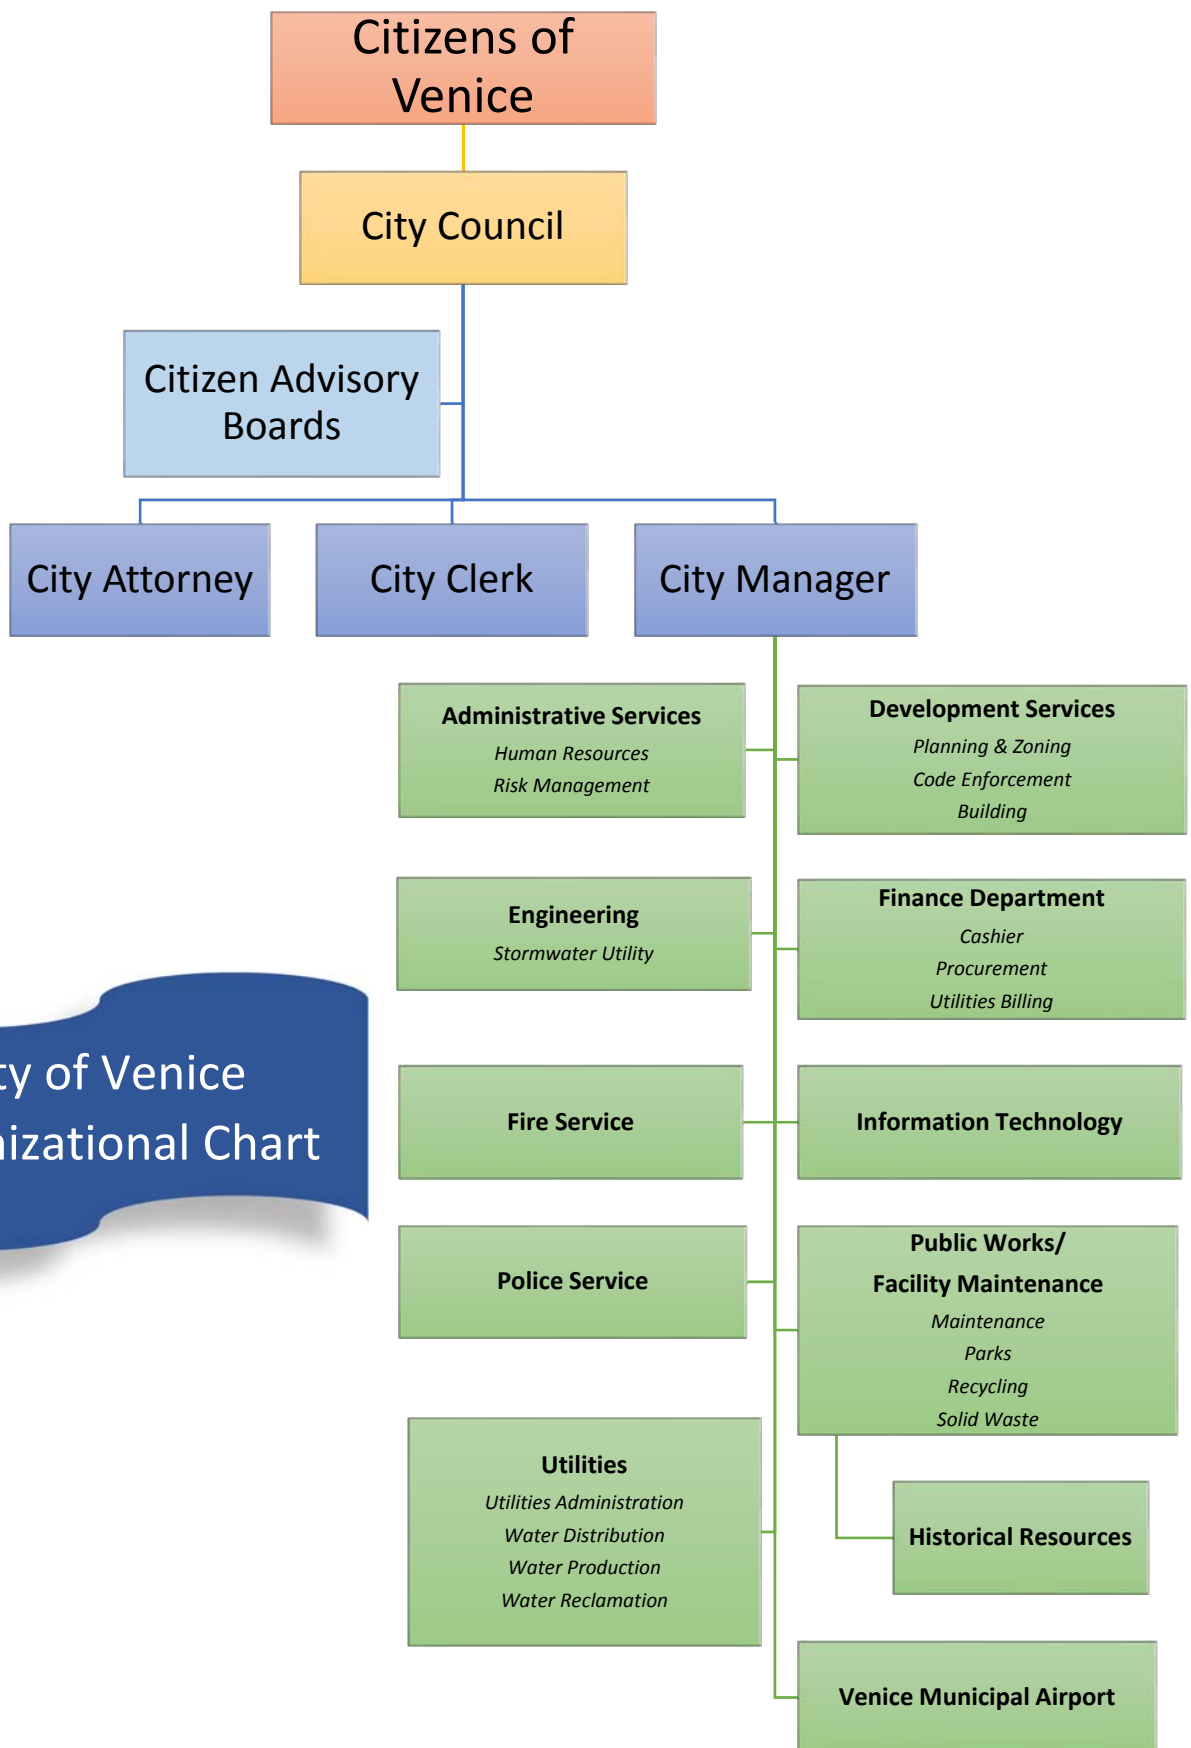 Citizens of
Venice
City Council
Citizen Advisory
Boards
City Attorney
City Clerk
City Manager
Administrative Services
Human Resources
Risk Management
Development Services
Planning & Zoning
Code Enforcement
Building
Engineering
Stormwater Utility
Finance Department
Cashier
Procurement
Utilities Billing
ty of Venice
nizational Chart
Fire Service
Information Technology
Police Service
Public Works/
Facility Maintenance
Maintenance
Parks
Recycling
Solid Waste
Utilities
Utilities Administration
Water Distribution
Water Production
Water Reclamation
Historical Resources
Venice Municipal Airport